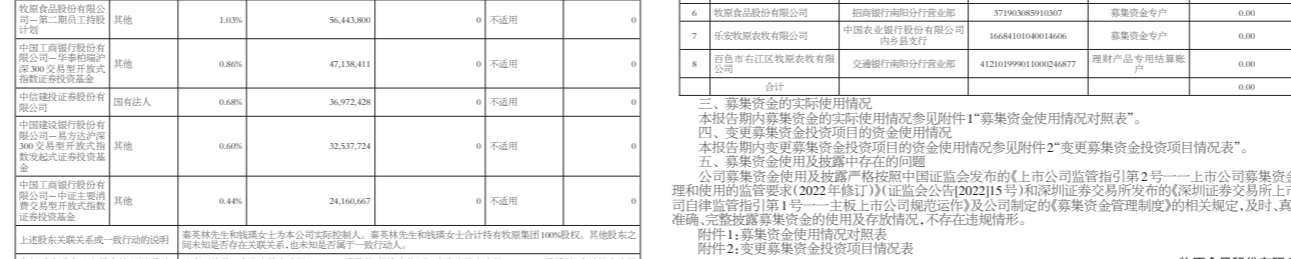 牧原食品股份有限公
司－第二期员工持股
计划
其他 1.03% 56,443,800 0 不适用 0
中国工商银行股份有
限公司－华泰柏瑞沪
深300交易型开放式
指数证券投资基金
其他 0.86% 47,138,411 0 不适用 0
中信建投证券股份有
限公司
国有法人 0.68% 36,972,428 0 不适用 0
中国建设银行股份有
限公司－易方达沪深
300交易型开放式指
数发起式证券投资基
金
其他 0.60% 32,537,724 0 不适用 0
中国工商银行股份有
限公司－中证主要消
费交易型开放式指数
证券投资基金
其他 0.44% 24,160,667 0 不适用 0
上述股东关联关系或一致行动的说明
秦英林先生和钱瑛女士为本公司实际控制人。秦英林先生和钱瑛女士合计持有牧原集团100%股权。其他股东之
间未知是否存在关联关系，也未知是否属于一致行动人。
6 牧原食品股份有限公司 招商银行南阳分行营业部 371903085910307 募集资金专户 0.00
7 乐安牧原农牧有限公司 中国农业银行股份有限公司
内乡县支行 16684101040014606 募集资金专户 0.00
8 百色市右江区牧原农牧有限
公司 交通银行南阳分行营业部 412101999011000246877 理财产品专用结算账
户 0.00
合计 0.00
三、募集资金的实际使用情况
本报告期内募集资金的实际使用情况参见附件1“募集资金使用情况对照表”。
四、变更募集资金投资项目的资金使用情况
本报告期内变更募集资金投资项目的资金使用情况参见附件2“变更募集资金投资项目情况表”。
五、募集资金使用及披露中存在的问题
公司募集资金使用及披露严格按照中国证监会发布的《上市公司监管指引第2号——上市公司募集资金
理和使用的监管要求（2022年修订）》（证监会公告[2022]15号）和深圳证券交易所发布的《深圳证券交易所上市
司自律监管指引第1号——主板上市公司规范运作》及公司制定的《募集资金管理制度》的相关规定，及时、真
准确、完整披露募集资金的使用及存放情况，不存在违规情形。
附件1：募集资金使用情况对照表
附件2：变更募集资金投资项目情况表